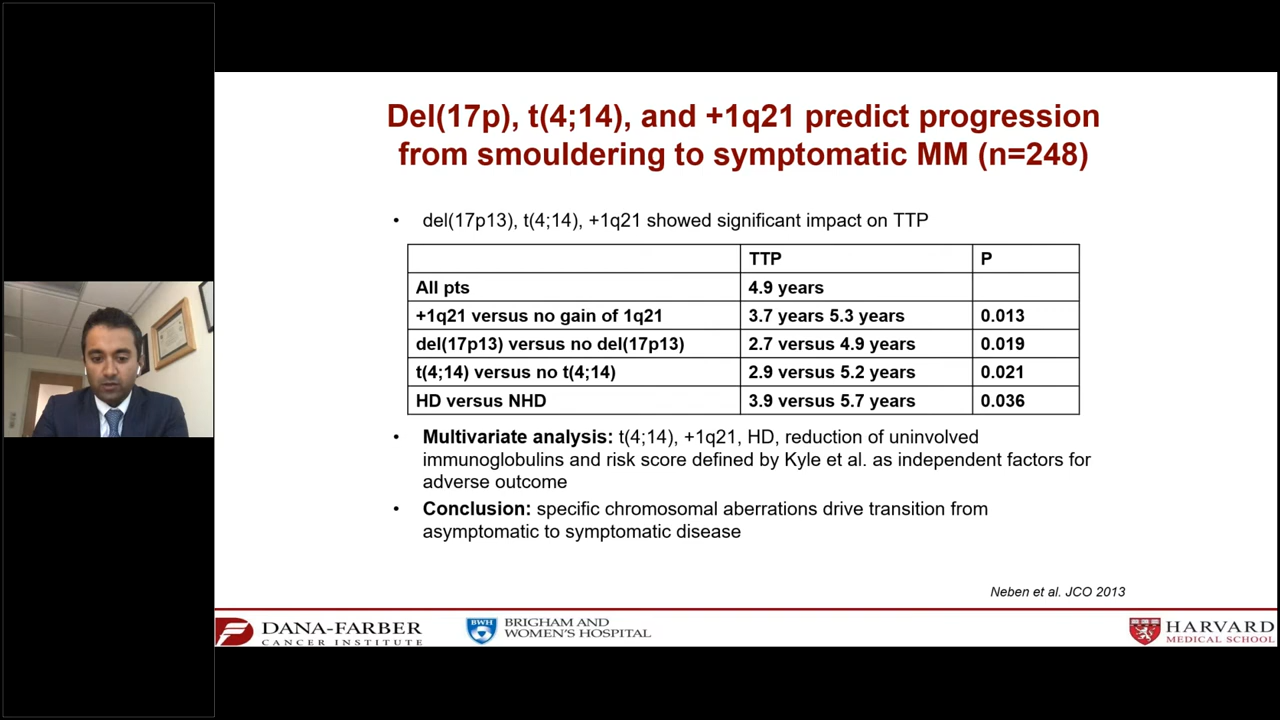 Del(17p), t(4;14), and +1q21 predict progression
from smouldering to symptomatic MM (n=248)
• del(17p13), t(4;14), +1q21 showed significant impact on TTP
TTP P
All pts 4.9 years
+1q21 versus no gain of 1q21 3.7 years 5.3 years 0.013
del(17p13) versus no del(17p13) 2.7 versus 4.9 years 0.019
t(4;14) versus no t(4;14) 2.9 versus 5.2 years 0.021
HD versus NHD 3.9 versus 5.7 years 0.036
• Multivariate analysis: t(4;14), +1q21, HD, reduction of uninvolved
immunoglobulins and risk score defined by Kyle et al. as independent factors for
adverse outcome
• Conclusion: specific chromosomal aberrations drive transition from
asymptomatic to symptomatic disease
Neben et al. JCO 2013
DANA-FARBER
CANCER INSTITUTE
BWH
BRIGHAM AND
WOMEN'S HOSPITAL
HARVARD
MEDICAL SCHOOL